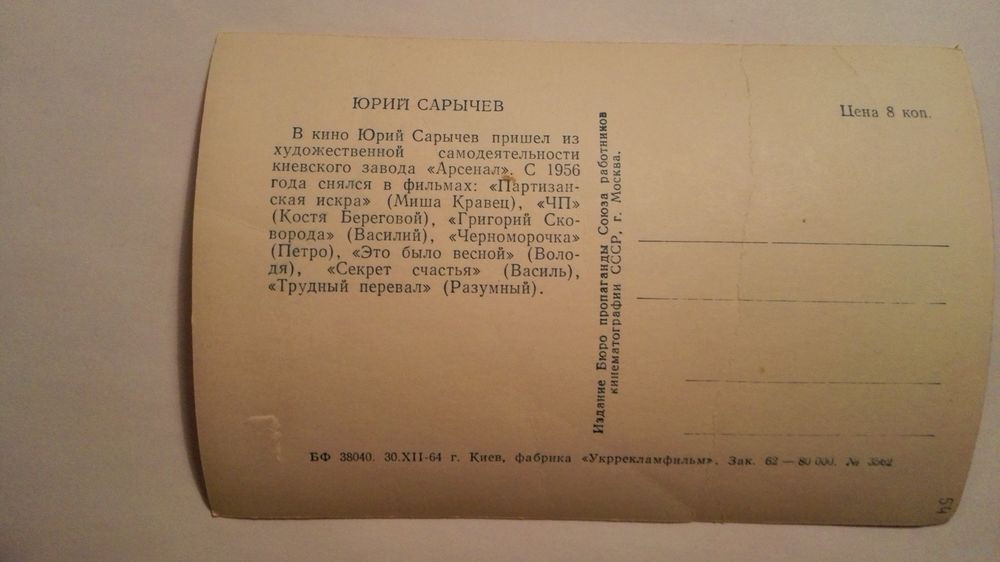 ЮРИЙ САРЫЧЕВ
В кино Юрий Сарычев пришел из
художественной самодеятельности
киевского завода «Арсенал». С 1956
года снялся в фильмах: «Партизан-
ская искра» (Миша Кравец), «ЧП»
(Костя Береговой), «Григорий Ско-
ворода» (Василий), «Черноморочка»
(Петро), «Это было весной» (Воло-
дя), «Секрет счастья» (Василь),
«Трудный перевал» (Разумный).
Издание Бюро пропаганды Союза работников
кинематографии СССР, г. Москва.
Цена 8 коп.
БФ 38040. 30.XII-64 г. Киев, фабрика «Укррекламфильм». Зак. 62 — 80 000. № 3562
54